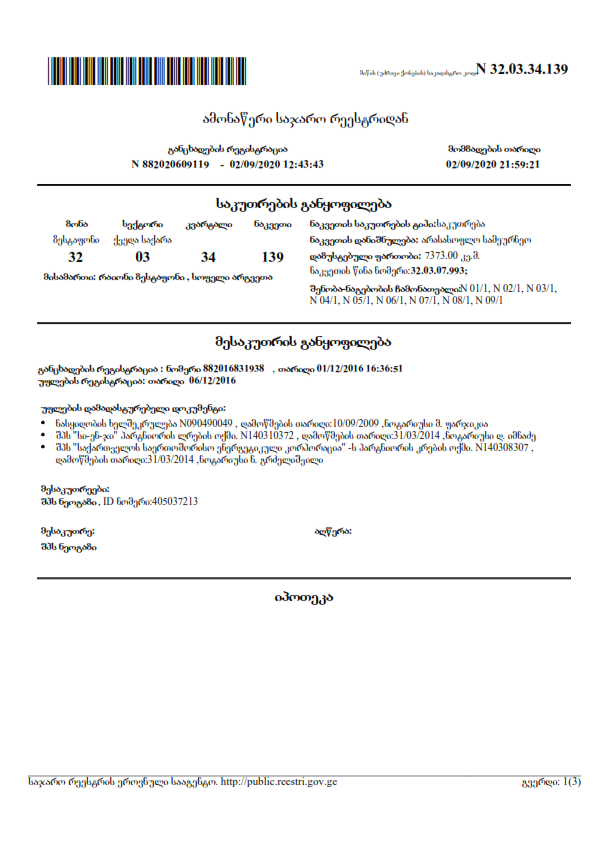 მიწის (უძრავი ქონების) საკადასტრო კოდი N 32.03.34.139
ამონაწერი საჯარო რეესტრიდან
განცხადების რეგისტრაცია
მომზადების თარიღი
N 882020609119 - 02/09/2020 12:43:43
02/09/2020 21:59:21
საკუთრების განყოფილება
ზონა სექტორი კვარტალი ნაკვეთი
ზესტაფონი ქვედა საქარა
32 03 34 139
მისამართი: რაიონი ზესტაფონი , სოფელი არგვეთა
ნაკვეთის საკუთრების ტიპი:საკუთრება
ნაკვეთის დანიშნულება: არასასოფლო სამეურნეო
დაზუსტებული ფართობი: 7373.00 კვ.მ.
ნაკვეთის წინა ნომერი:32.03.07.993;
შენობა-ნაგებობის ჩამონათვალი:N 01/1, N 02/1, N 03/1,
N 04/1, N 05/1, N 06/1, N 07/1, N 08/1, N 09/1
მესაკუთრის განყოფილება
განცხადების რეგისტრაცია : ნომერი 882016831938 , თარიღი 01/12/2016 16:36:51
უფლების რეგისტრაცია: თარიღი 06/12/2016
უფლების დამადასტურებელი დოკუმენტი:
• ნასყიდობის ხელშეკრულება N090490049 , დამოწმების თარიღი:10/09/2009 ,ნოტარიუსი მ. ფარჯიკია
• შპს "სი-ენ-ჯი" პარტნიორის კრების ოქმი. N140310372 , დამოწმების თარიღი:31/03/2014 ,ნოტარიუსი დ. იმნაძე
• შპს "საქართველოს საერთოშორისო ენერგეტიკული კორპორაცია" -ს პარტნიორის კრების ოქმი. N140308307 ,
დამოწმების თარიღი:31/03/2014 ,ნოტარიუსი ნ. გრძელიშვილი
მესაკუთრეები:
შპს ნეოგაზი , ID ნომერი:405037213
მესაკუთრე:
აღწერა:
შპს ნეოგაზი
იპოთეკა
საჯარო რეესტრის ეროვნული სააგენტო. http://public.reestri.gov.ge
გვერდი: 1(3)